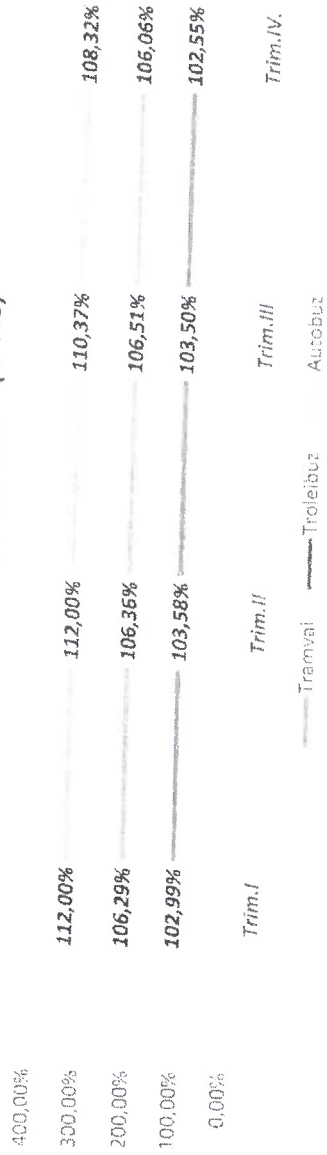 400,00%
300,00%
200,00%
100,00%
0,00%
112,00% 112,00% 110,37% 108,32%
106,29% 106,36% 106,51% 106,06%
102,99% 103,58% 103,50% 102,55%
Trim.I Trim.II Trim.III Trim.IV.
Tramvai Troleibuz Autobuz